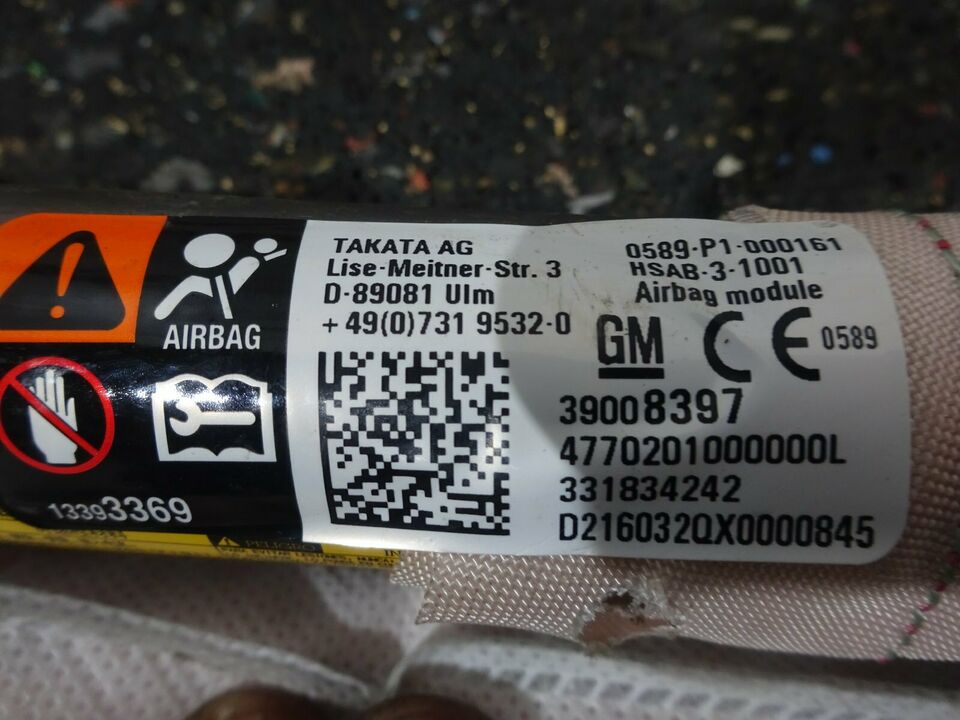 TAKATA AG
Lise-Meitner-Str. 3
D-89081 Ulm
+49(0)731 9532-0
0589-P1-000161
HSAB-3-1001
Airbag module
GM CE 0589
39008397
4770201000000L
331834242
D216032QX0000845
AIRBAG
13393369
PELIGRO